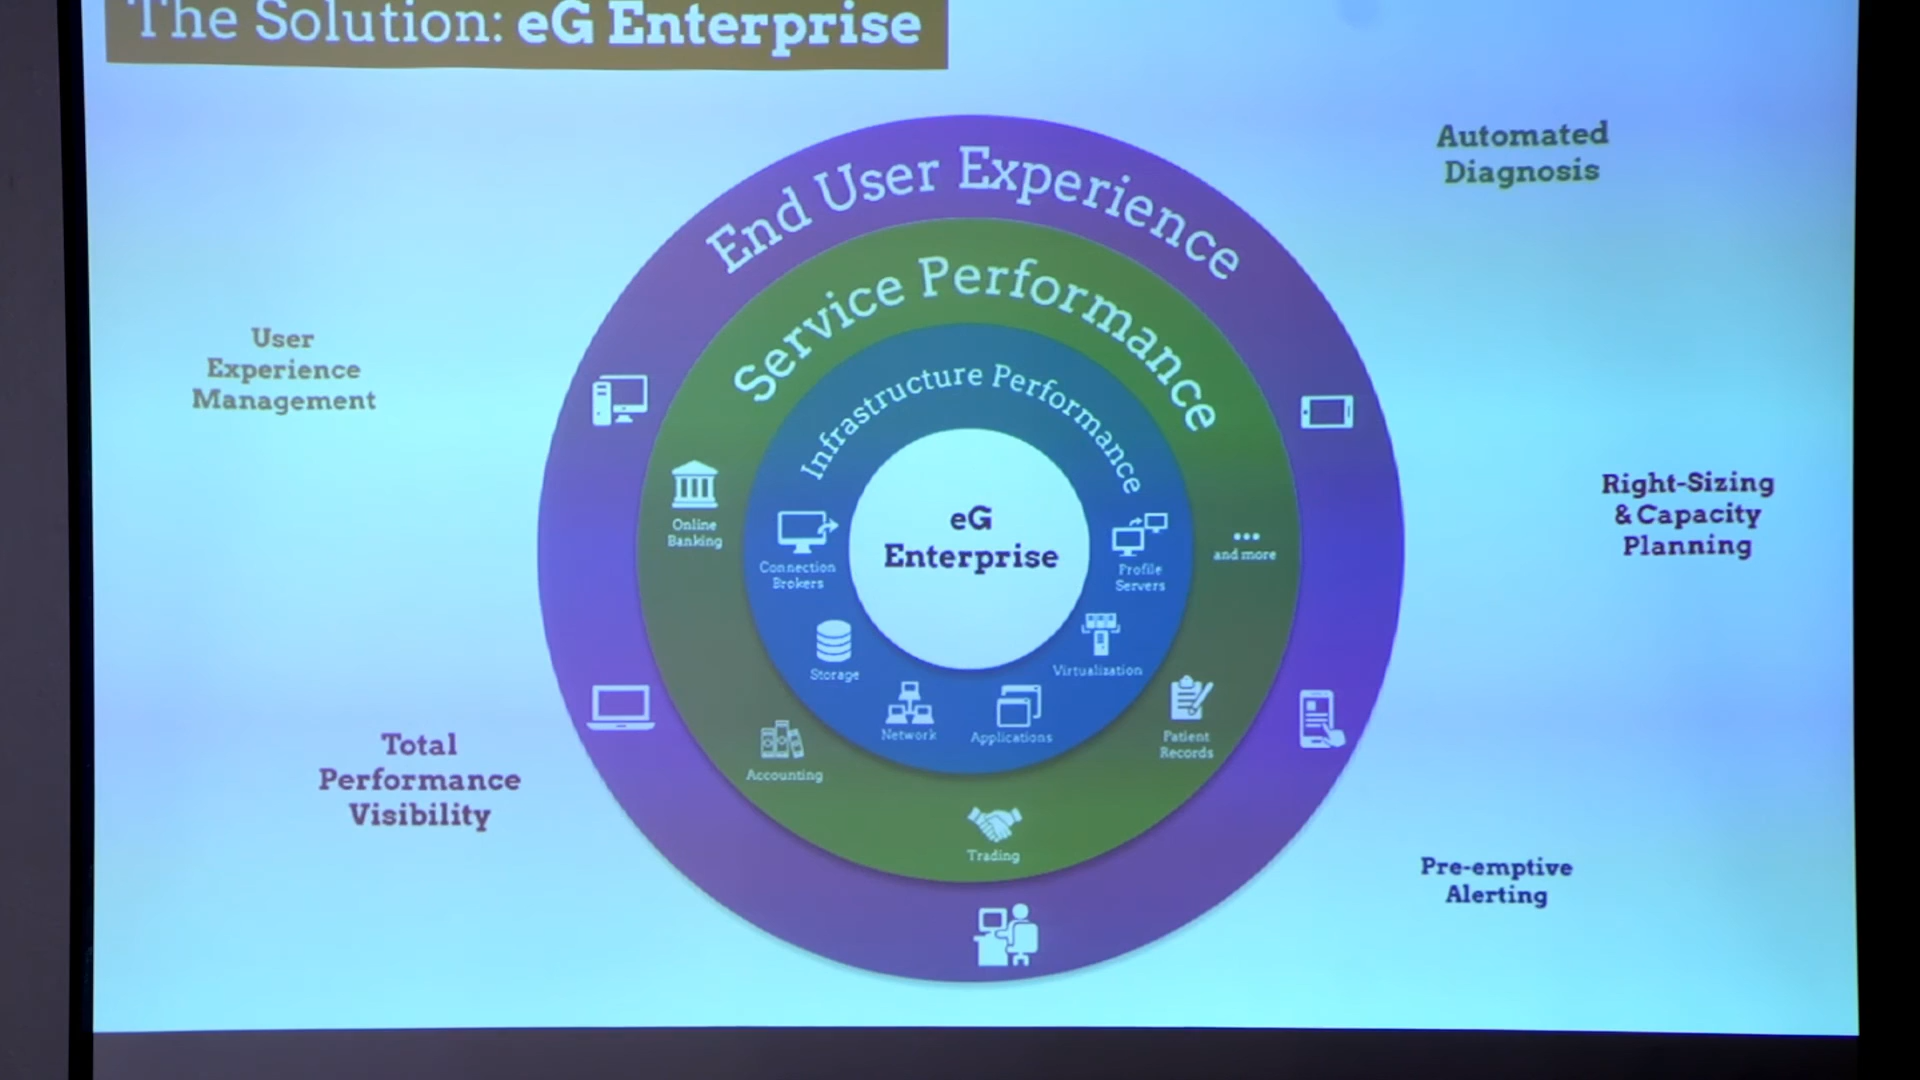 The Solution: eG Enterprise
Automated
Diagnosis
End User Experience
Service Performance
User
Experience
Management
Infrastructure Performance
Right-Sizing
& Capacity
Planning
eG
Enterprise
Online
Banking
Connection
Brokers
Profile
Servers
...
and more
Storage
Virtualization
Network
Applications
Patient
Records
Accounting
Total
Performance
Visibility
Trading
Pre-emptive
Alerting